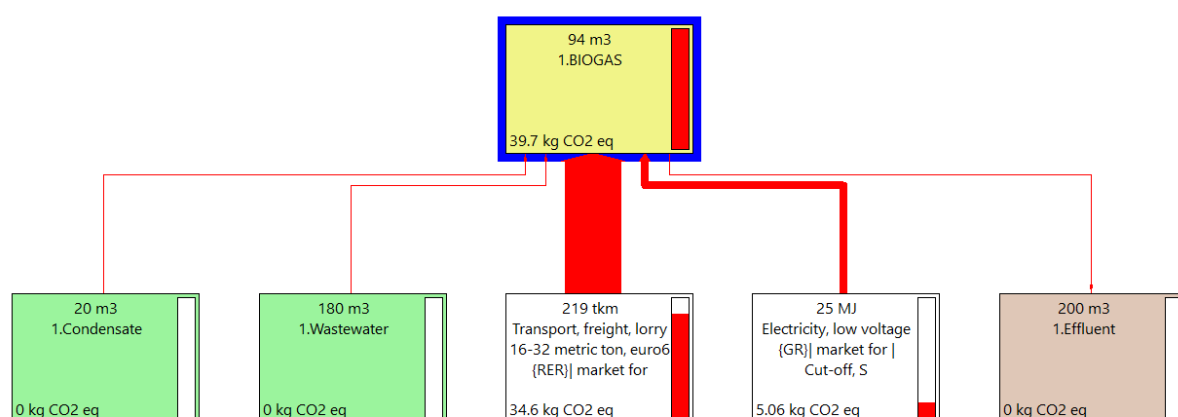 94 m3
1.BIOGAS
39.7 kg CO2 eq
20 m3
1.Condensate
0 kg CO2 eq
180 m3
1.Wastewater
0 kg CO2 eq
219 tkm
Transport, freight, lorry
16-32 metric ton, euro6
{RER}| market for
34.6 kg CO2 eq
25 MJ
Electricity, low voltage
{GR}| market for |
Cut-off, S
5.06 kg CO2 eq
200 m3
1.Effluent
0 kg CO2 eq